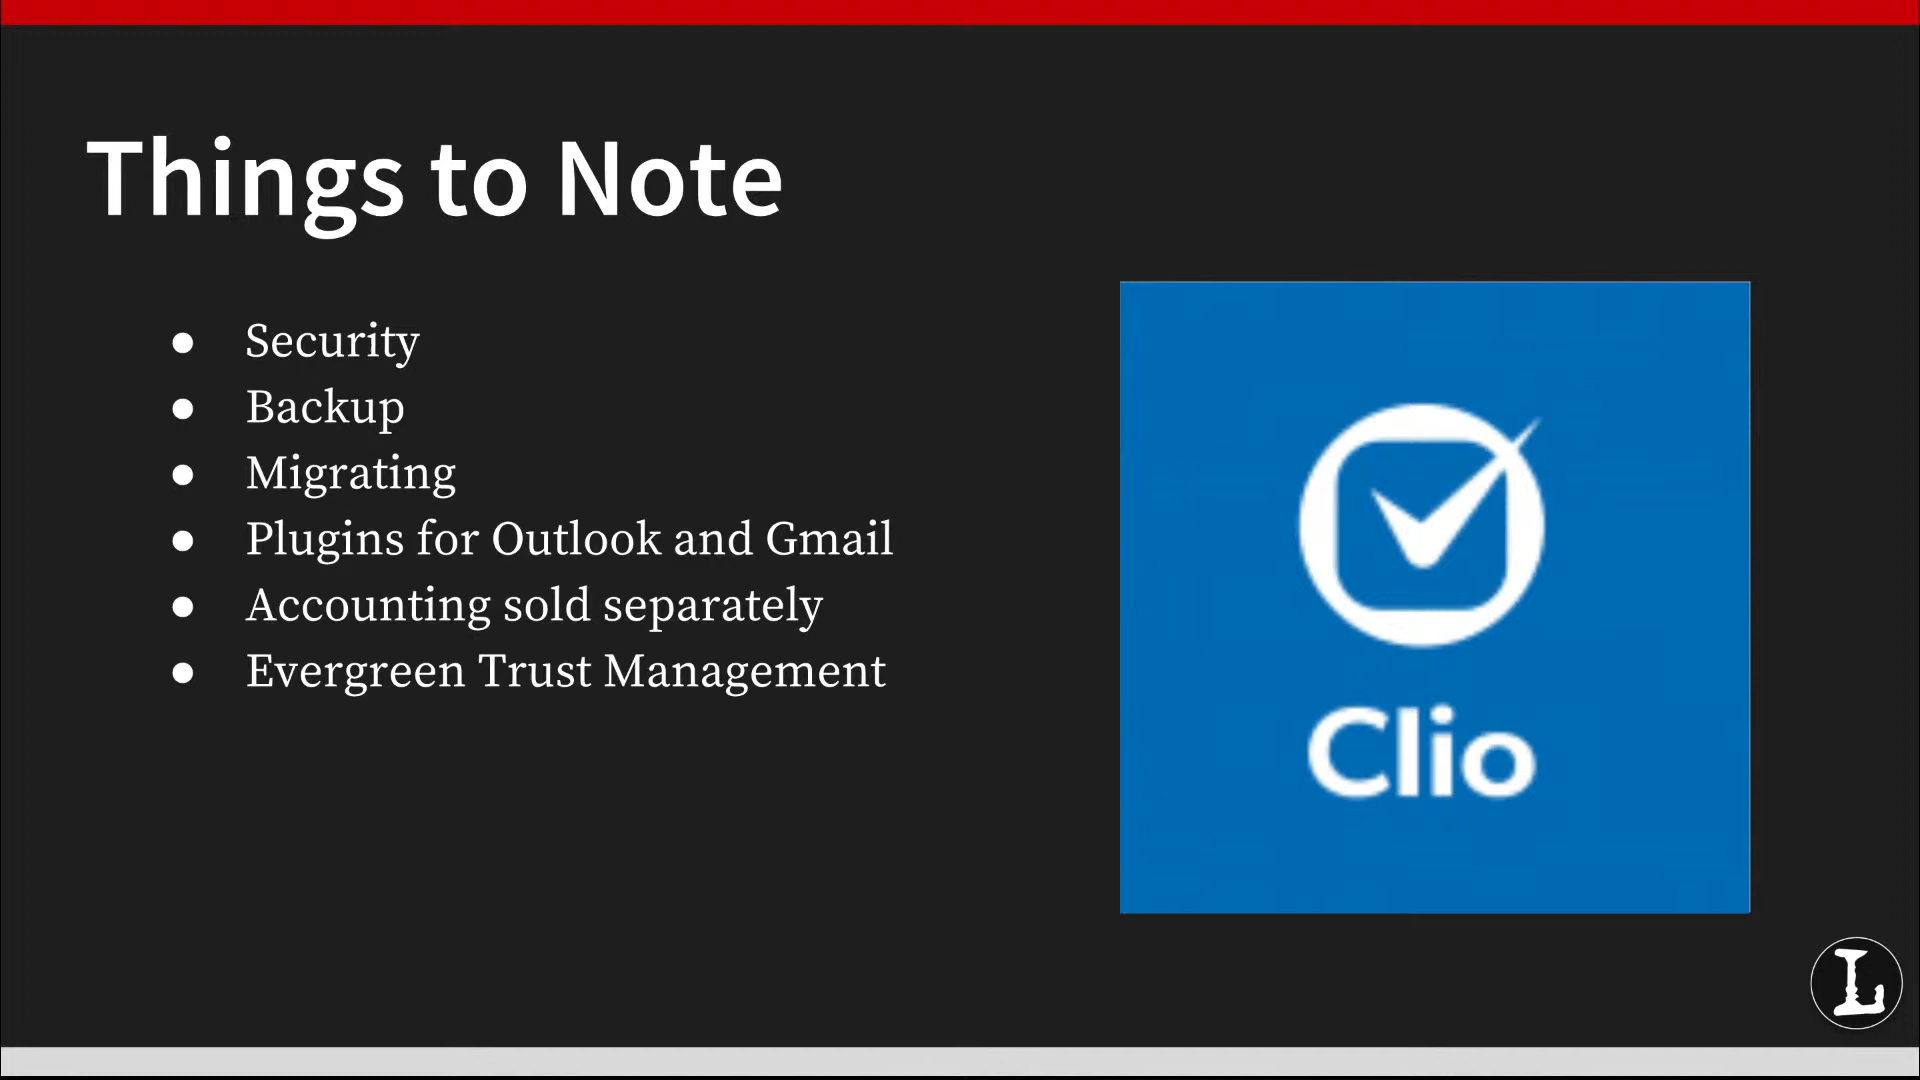 Things to Note
● Security
● Backup
● Migrating
● Plugins for Outlook and Gmail
● Accounting sold separately
● Evergreen Trust Management
Clio
L